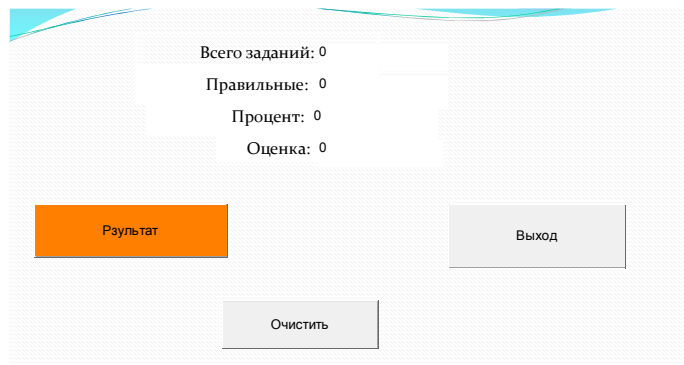 Всего заданий: 0
Правильные: 0
Процент: 0
Оценка: 0
Рзультат
Выход
Очистить